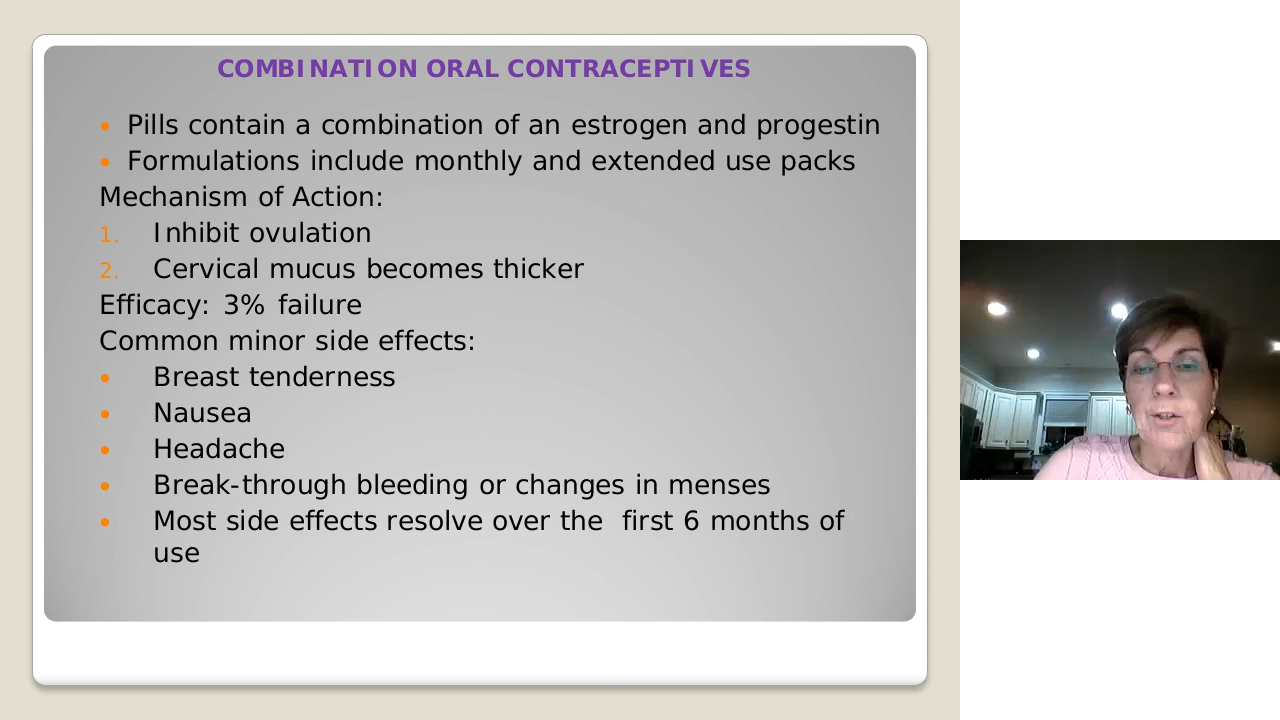 COMBINATION ORAL CONTRACEPTIVES
• Pills contain a combination of an estrogen and progestin
• Formulations include monthly and extended use packs
Mechanism of Action:
1. Inhibit ovulation
2. Cervical mucus becomes thicker
Efficacy: 3% failure
Common minor side effects:
• Breast tenderness
• Nausea
• Headache
• Break-through bleeding or changes in menses
• Most side effects resolve over the first 6 months of
use